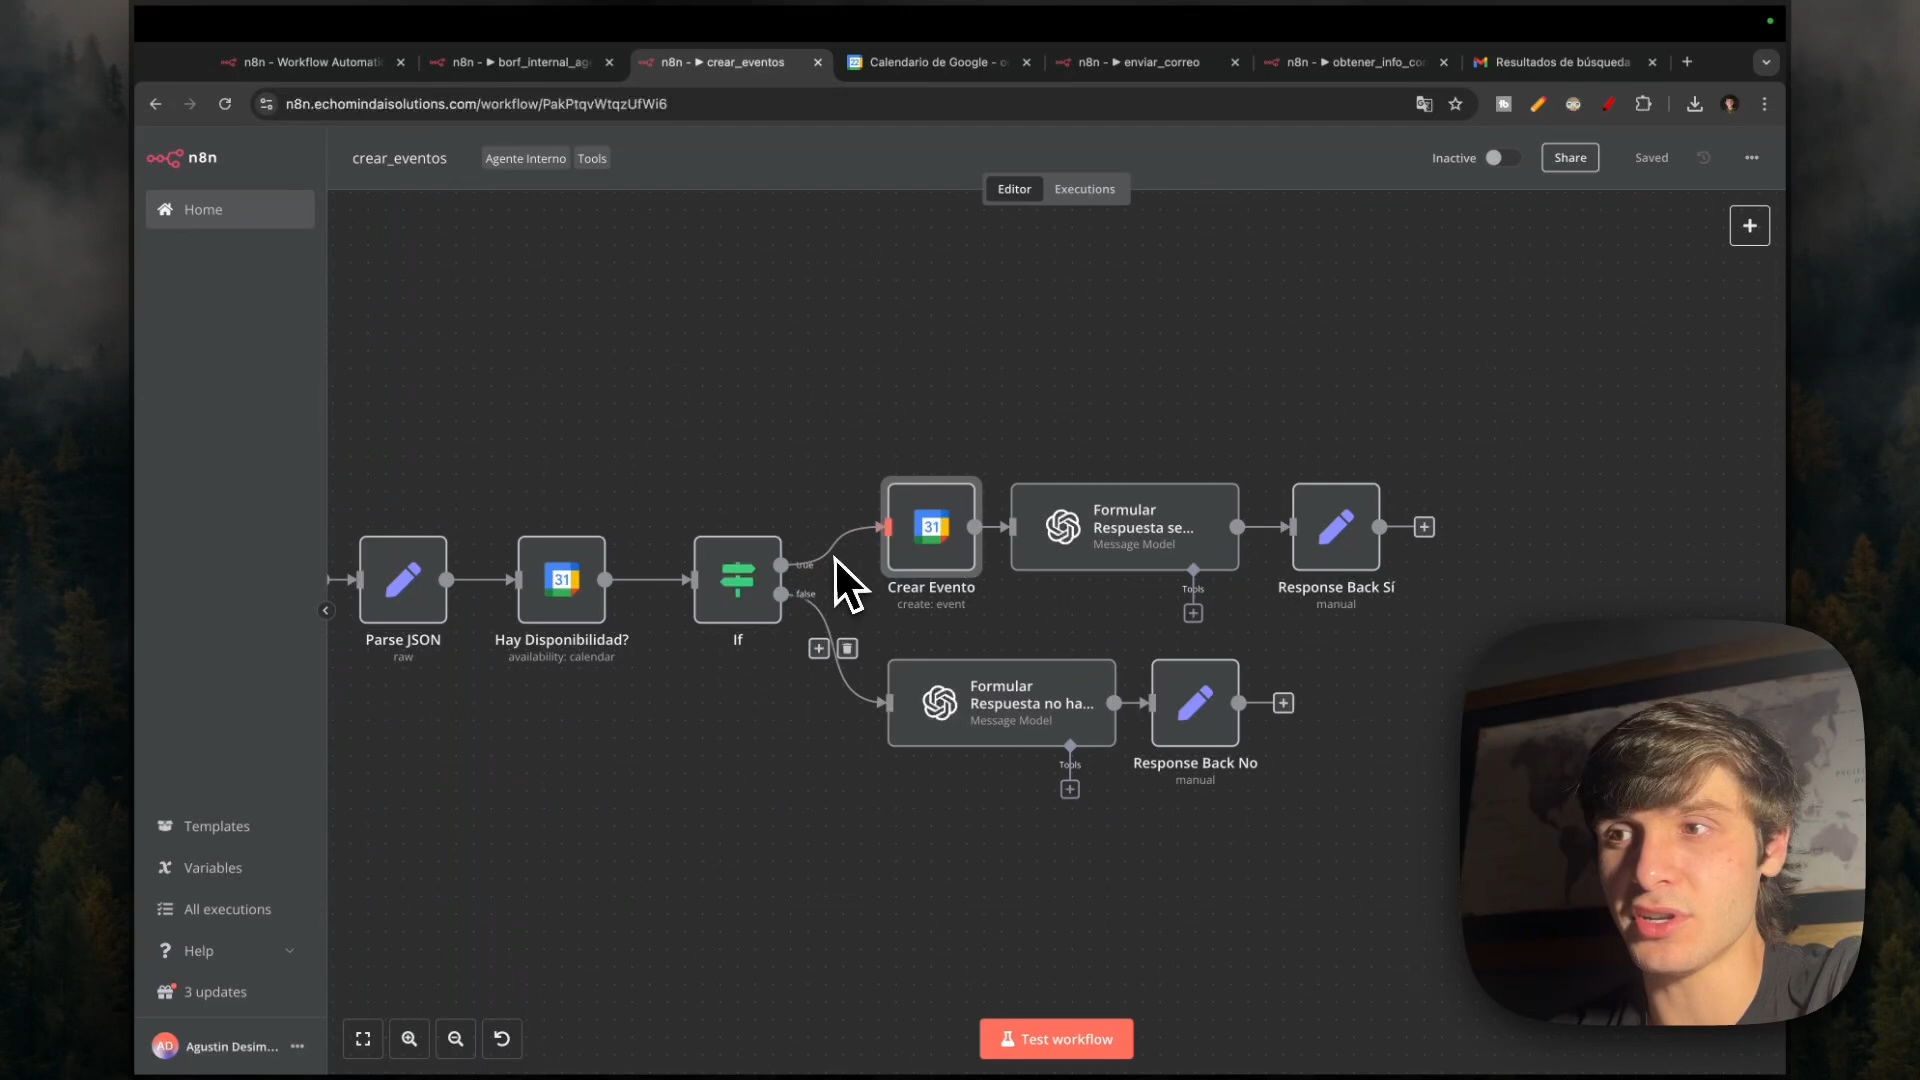 n8n - Workflow Automati
n8n - ▶ borf_internal_ag
n8n - ▶ crear_eventos
Calendario de Google - o
n8n - ▶ enviar_correo
n8n - ▶ obtener_info_co
Resultados de búsqueda
n8n.echomindaisolutions.com/workflow/PakPtqvWtqzUfWi6
n8n
crear_eventos
Agente Interno
Tools
Inactive
Share
Saved
Editor
Executions
Home
Parse JSON
raw
31
Hay Disponibilidad?
availability: calendar
If
true
false
31
Crear Evento
create: event
Formular
Respuesta se...
Message Model
Tools
Response Back Sí
manual
Formular
Respuesta no ha...
Message Model
Tools
Response Back No
manual
Templates
Variables
All executions
Help
3 updates
AD
Agustin Desim...
Test workflow